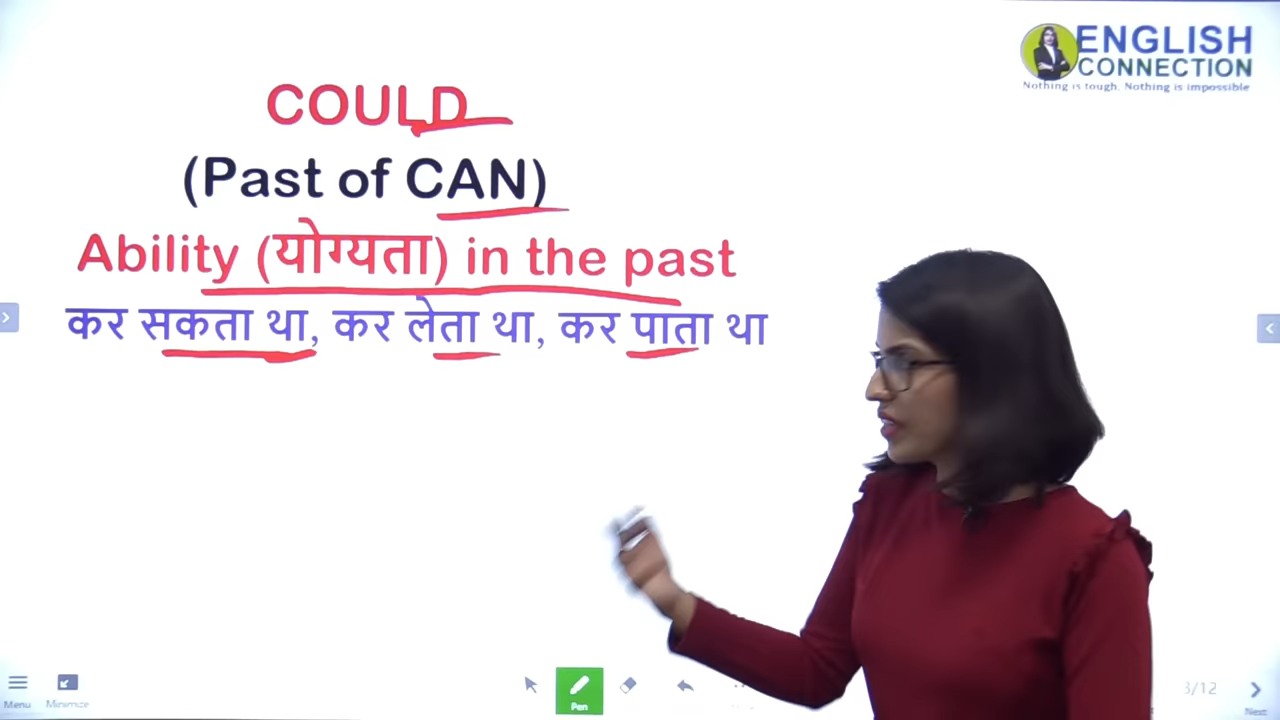 ENGLISH
CONNECTION
Nothing is tough. Nothing is impossible
COULD
(Past of CAN)
Ability (योग्यता) in the past
कर सकता था, कर लेता था, कर पाता था
Menu
Minimize
Pen
3/12
Next